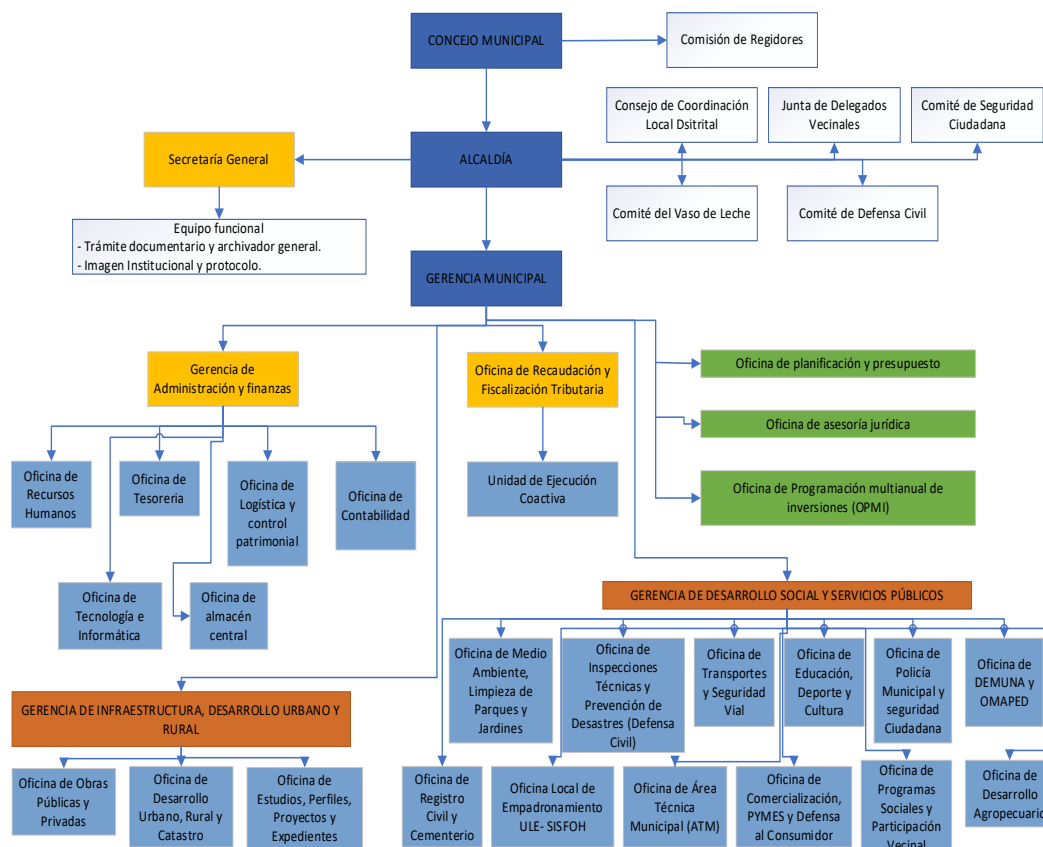 CONCEJO MUNICIPAL
Comisión de Regidores
Consejo de Coordinación
Local Dsitrital
Junta de Delegados
Vecinales
Comité de Seguridad
Ciudadana
Secretaría General
ALCALDÍA
Comité del Vaso de Leche
Comité de Defensa Civil
Equipo funcional
- Trámite documentario y archivador general.
- Imagen Institucional y protocolo.
GERENCIA MUNICIPAL
Gerencia de
Administración y finanzas
Oficina de Recaudación y
Fiscalización Tributaria
Oficina de planificación y presupuesto
Oficina de asesoría jurídica
Oficina de Programación multianual de
inversiones (OPMI)
Oficina de
Recursos
Humanos
Oficina de
Tesoreria
Oficina de
Logística y
control
patrimonial
Oficina de
Contabilidad
Unidad de Ejecución
Coactiva
Oficina de
Tecnología e
Informática
Oficina de
almacén
central
GERENCIA DE DESARROLLO SOCIAL Y SERVICIOS PÚBLICOS
Oficina de Medio
Ambiente,
Limpieza de
Parques y
Jardines
Oficina de
Inspecciones
Técnicas y
Prevención de
Desastres (Defensa
Civil)
Oficina de
Transportes
y Seguridad
Vial
Oficina de
Educación,
Deporte y
Cultura
Oficina de
Policía
Municipal y
seguridad
Ciudadana
Oficina de
DEMUNA y
OMAPED
GERENCIA DE INFRAESTRUCTURA, DESARROLLO URBANO Y
RURAL
Oficina de Obras
Públicas y
Privadas
Oficina de
Desarrollo
Urbano, Rural y
Catastro
Oficina de
Estudios, Perfiles,
Proyectos y
Expedientes
Oficina de
Registro
Civil y
Cementerio
Oficina Local de
Empadronamiento
ULE- SISFOH
Oficina de Área
Técnica
Municipal (ATM)
Oficina de
Comercialización,
PYMES y Defensa
al Consumidor
Oficina de
Programas
Sociales y
Participación
Vecinal
Oficina de
Desarrollo
Agropecuario